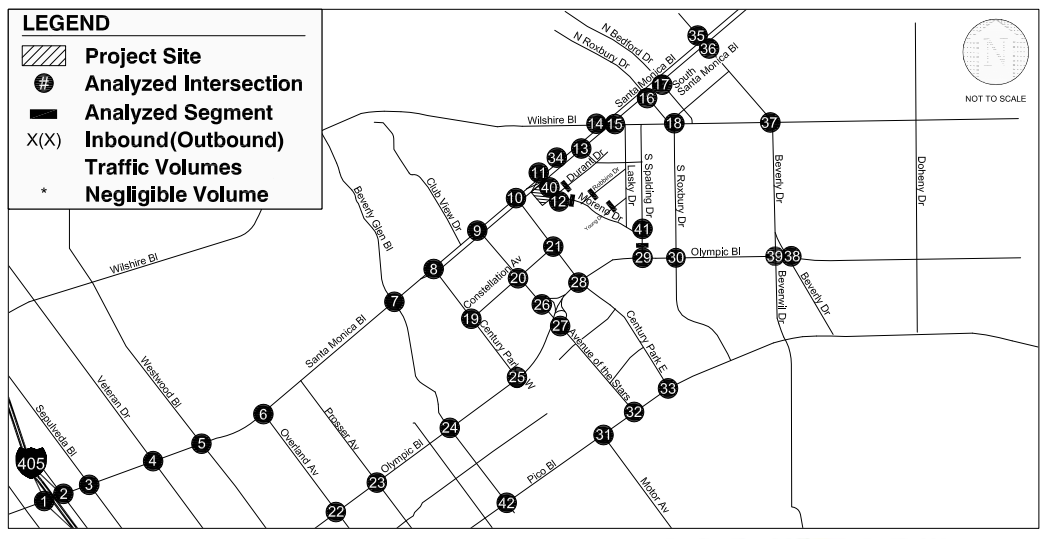 LEGEND
Project Site
# Analyzed Intersection
Analyzed Segment
X(X) Inbound(Outbound)
Traffic Volumes
* Negligible Volume
N
NOT TO SCALE
N Bedford Dr
N Roxbury Dr
Santa Monica Bl
South
Santa Monica Bl
35
36
17
16
Wilshire Bl
14
15
18
37
34
13
11
40
12
10
Durant Dr
Robbins Dr
Moreno Dr
Young Dr
Lasky Dr
S Spalding Dr
S Roxbury Dr
Beverly Dr
Doheny Dr
Club View Dr
Beverly Glen Bl
9
41
21
29
30
Olympic Bl
39
38
8
Constellation Av
20
28
Wilshire Bl
7
19
26
27
Beverwil Dr
Beverly Dr
Santa Monica Bl
Century Park W
Avenue of the Stars
Century Park E
25
33
Westwood Bl
Veteran Dr
Sepulveda Bl
6
Prosser Av
32
24
31
5
Overland Av
Olympic Bl
405
4
Pico Bl
23
3
2
1
22
42
Motor Av